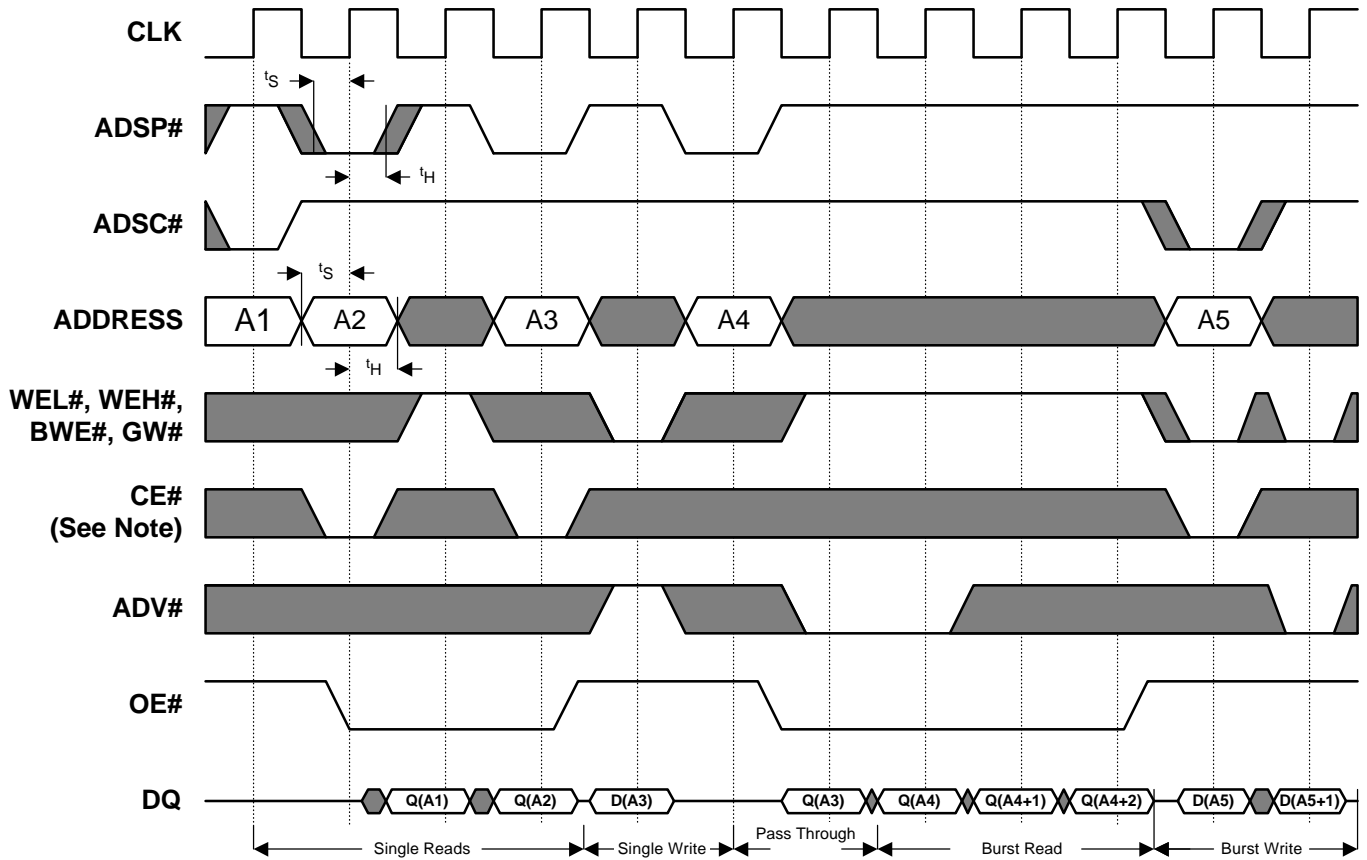 CLK
tS
ADSP#
tH
ADSC#
tS
ADDRESS
A1
A2
A3
A4
A5
tH
WEL#, WEH#,
BWE#, GW#
CE#
(See Note)
ADV#
OE#
DQ
Q(A1)
Q(A2)
D(A3)
Q(A3)
Q(A4)
Q(A4+1)
Q(A4+2)
D(A5)
D(A5+1)
Single Reads
Single Write
Pass Through
Burst Read
Burst Write